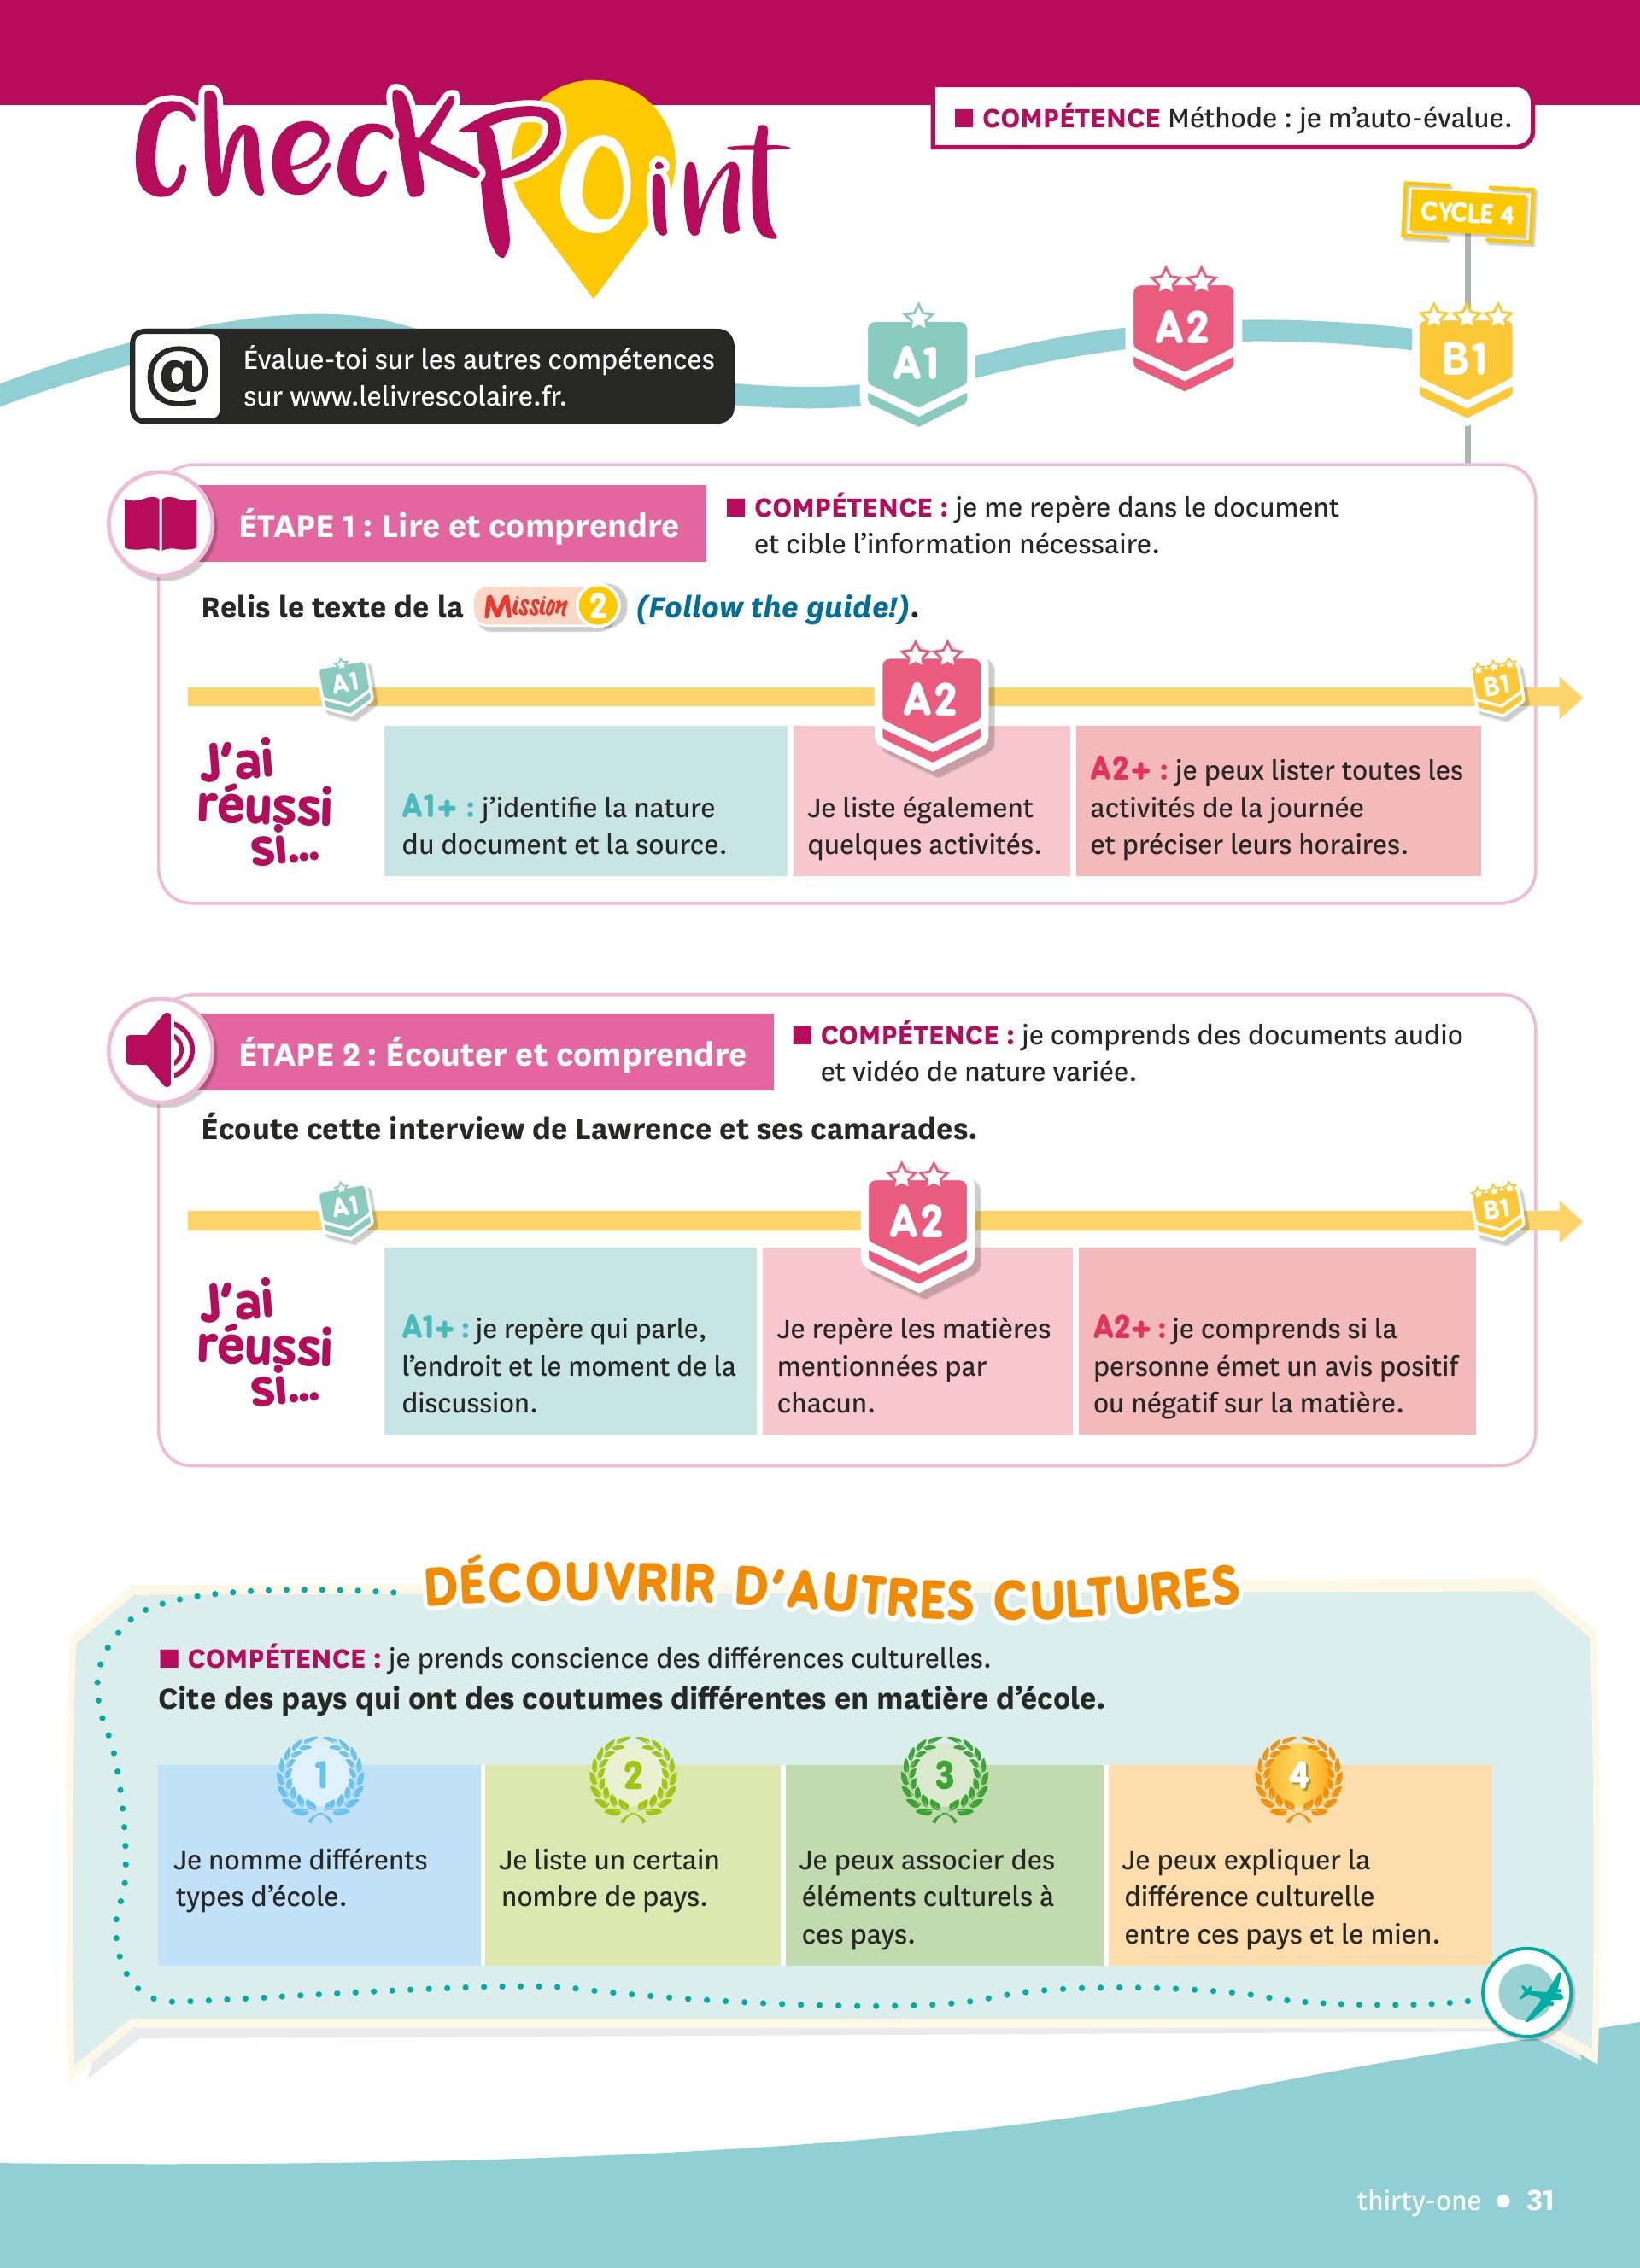 CheckPoint
■ COMPÉTENCE Méthode : je m'auto-évalue.
CYCLE 4
@ Évalue-toi sur les autres compétences
sur www.lelivrescolaire.fr.
A1
A2
B1
ÉTAPE 1 : Lire et comprendre
■ COMPÉTENCE : je me repère dans le document
et cible l'information nécessaire.
Relis le texte de la Mission 2 (Follow the guide!).
A1
A2
B1
J'ai
réussi
si...
A1+ : j'identifie la nature
du document et la source.
Je liste également
quelques activités.
A2+ : je peux lister toutes les
activités de la journée
et préciser leurs horaires.
ÉTAPE 2 : Écouter et comprendre
■ COMPÉTENCE : je comprends des documents audio
et vidéo de nature variée.
Écoute cette interview de Lawrence et ses camarades.
A1
A2
B1
J'ai
réussi
si...
A1+ : je repère qui parle,
l'endroit et le moment de la
discussion.
Je repère les matières
mentionnées par
chacun.
A2+ : je comprends si la
personne émet un avis positif
ou négatif sur la matière.
DÉCOUVRIR D'AUTRES CULTURES
■ COMPÉTENCE : je prends conscience des différences culturelles.
Cite des pays qui ont des coutumes différentes en matière d'école.
1
Je nomme différents
types d'école.
2
Je liste un certain
nombre de pays.
3
Je peux associer des
éléments culturels à
ces pays.
4
Je peux expliquer la
différence culturelle
entre ces pays et le mien.
thirty-one • 31